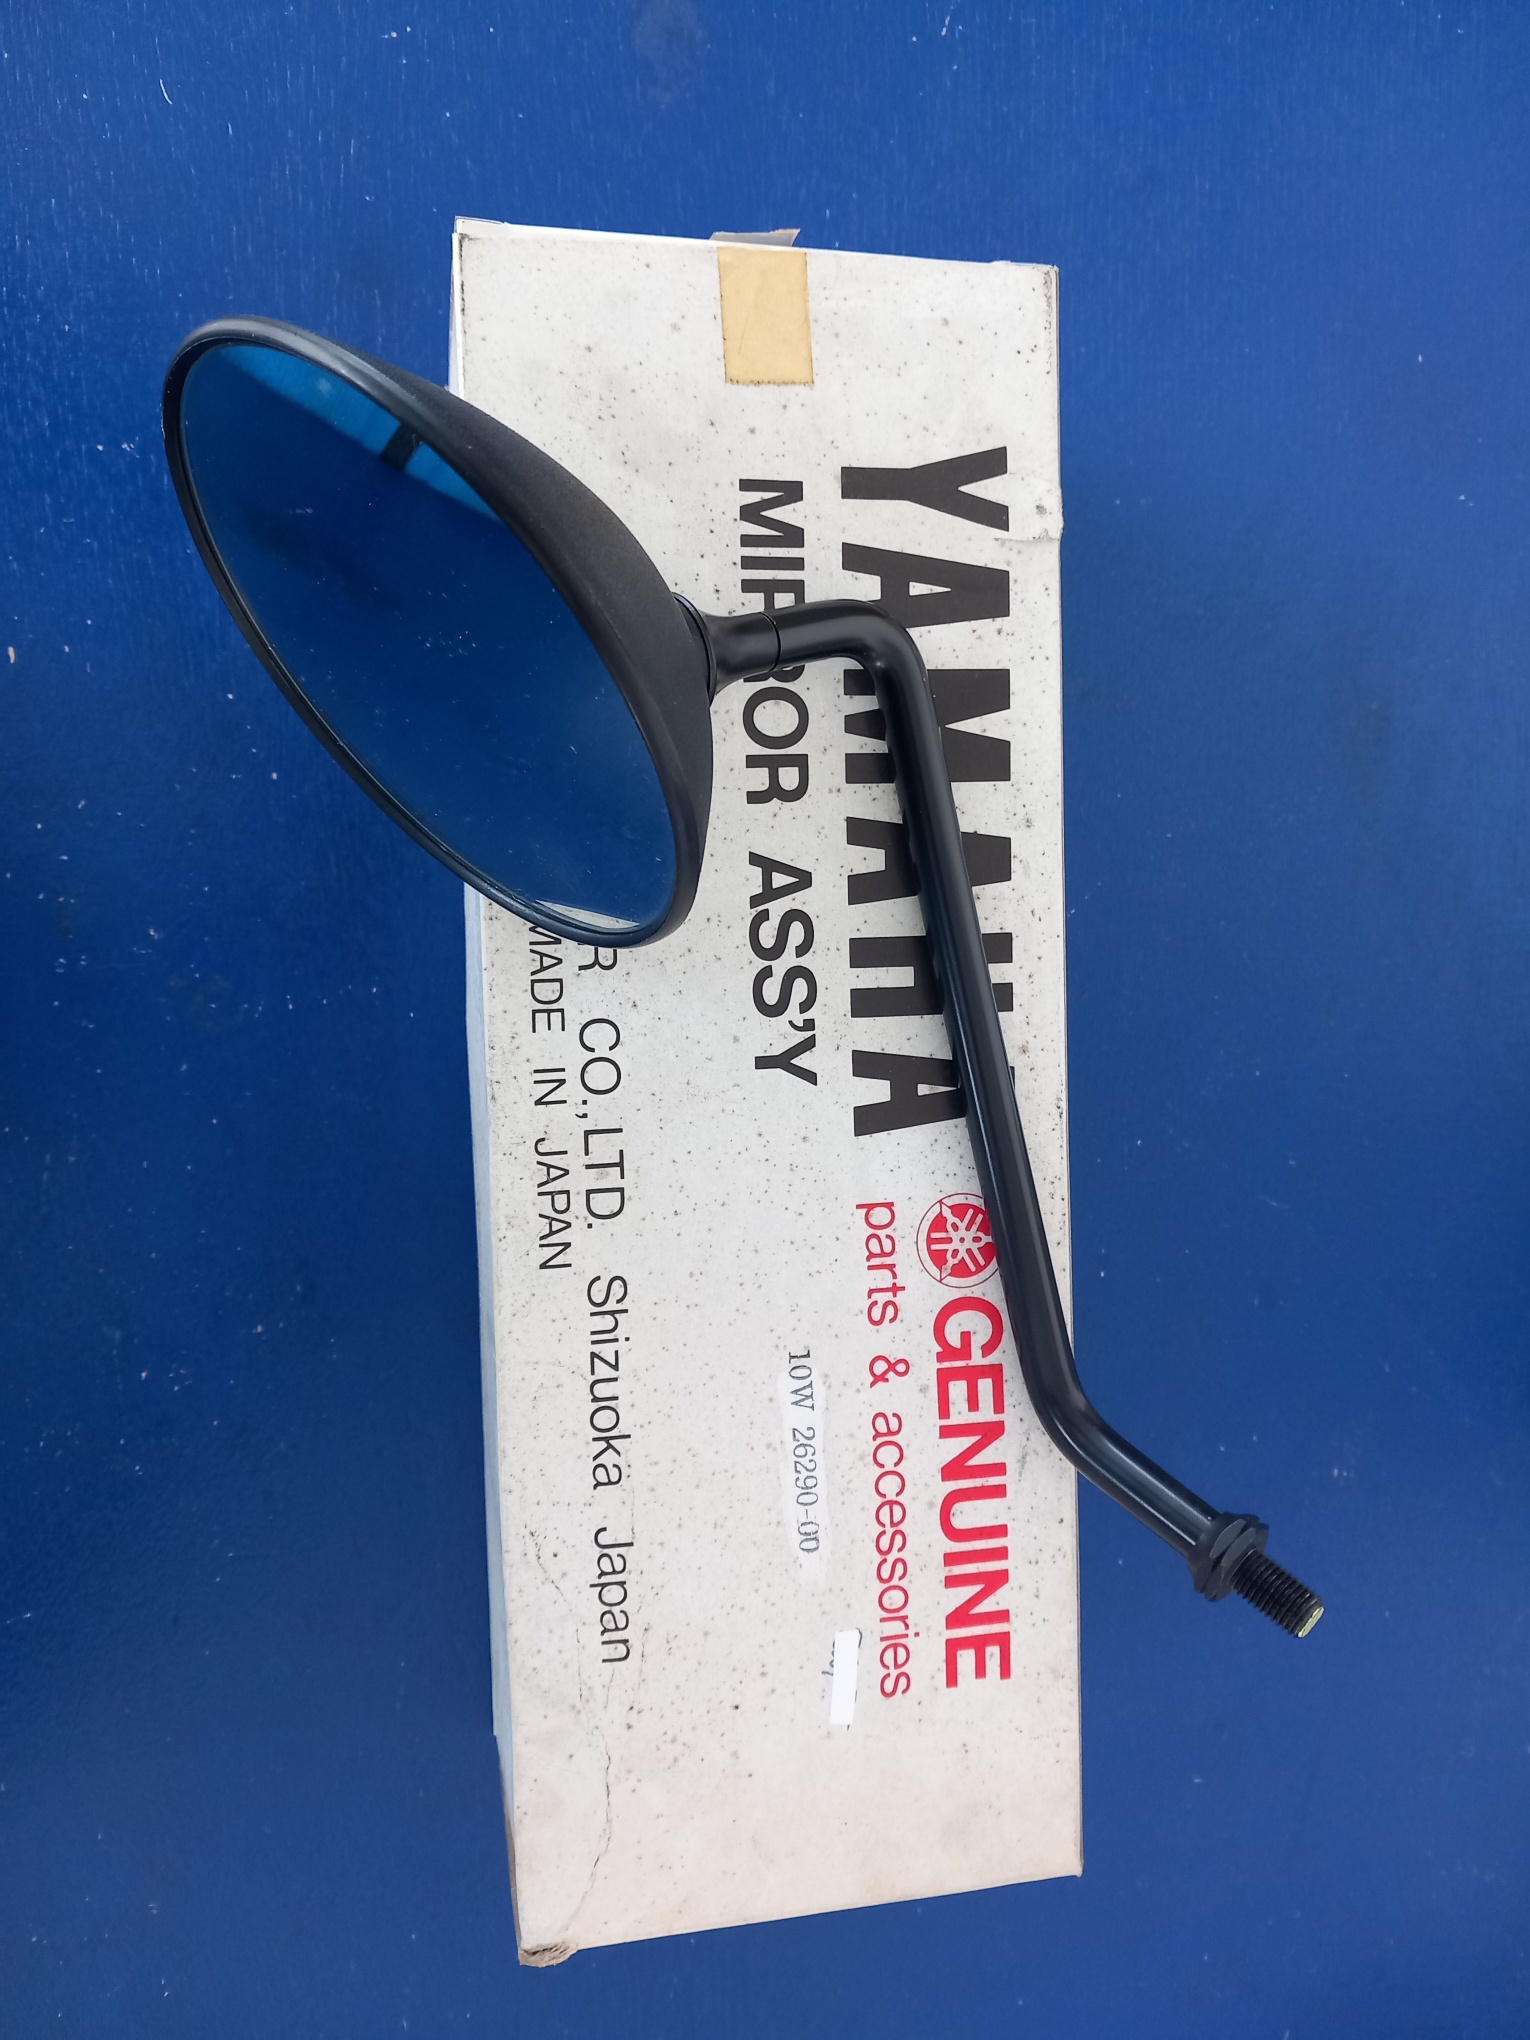 YAMAHA
GENUINE
parts & accessories
MIRROR ASS'Y
10W 26290-00
CO.,LTD. Shizuoka Japan
MADE IN JAPAN